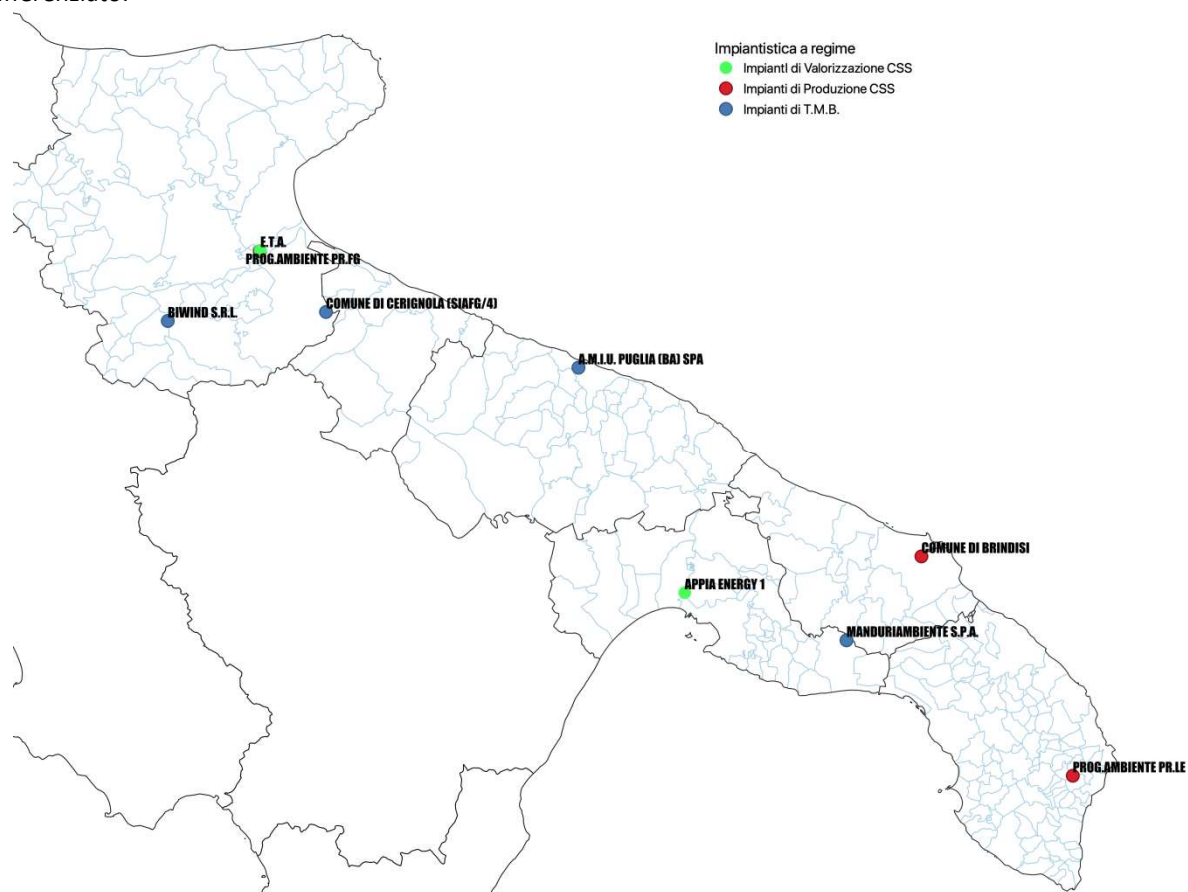 Impiantistica a regime
ImpiantI di Valorizzazione CSS
Impianti di Produzione CSS
Impianti di T.M.B.
E.T.A.
PROG.AMBIENTE PR.FG
COMUNE DI CERIGNOLA (SIAFG/4)
BIWIND S.R.L.
A.M.I.U. PUGLIA (BA) SPA
COMUNE DI BRINDISI
APPIA ENERGY 1
MANDURIAMBIENTE S.P.A.
PROG.AMBIENTE PR.LE